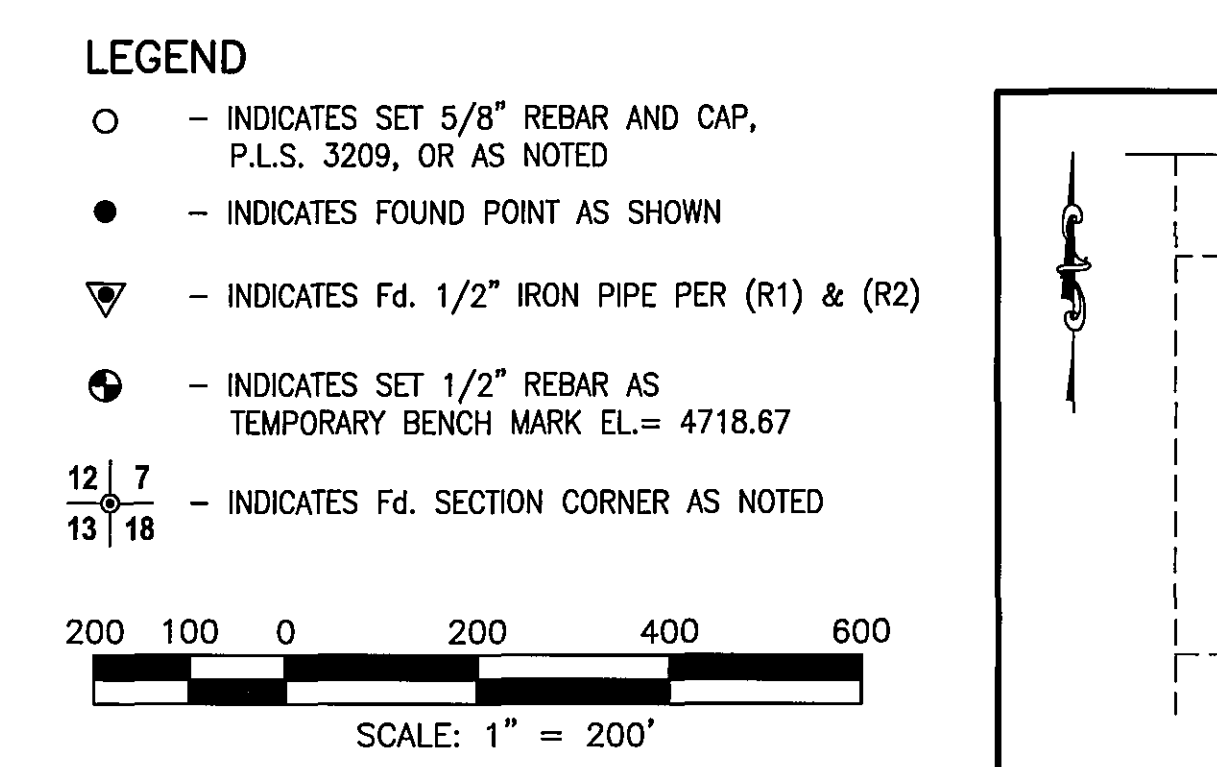 LEGEND
– INDICATES SET 5/8" REBAR AND CAP,
P.L.S. 3209, OR AS NOTED
– INDICATES FOUND POINT AS SHOWN
– INDICATES Fd. 1/2" IRON PIPE PER (R1) & (R2)
– INDICATES SET 1/2" REBAR AS
TEMPORARY BENCH MARK EL.= 4718.67
12 7
– INDICATES Fd. SECTION CORNER AS NOTED
13 18
200 100 0 200 400 600
SCALE: 1" = 200'